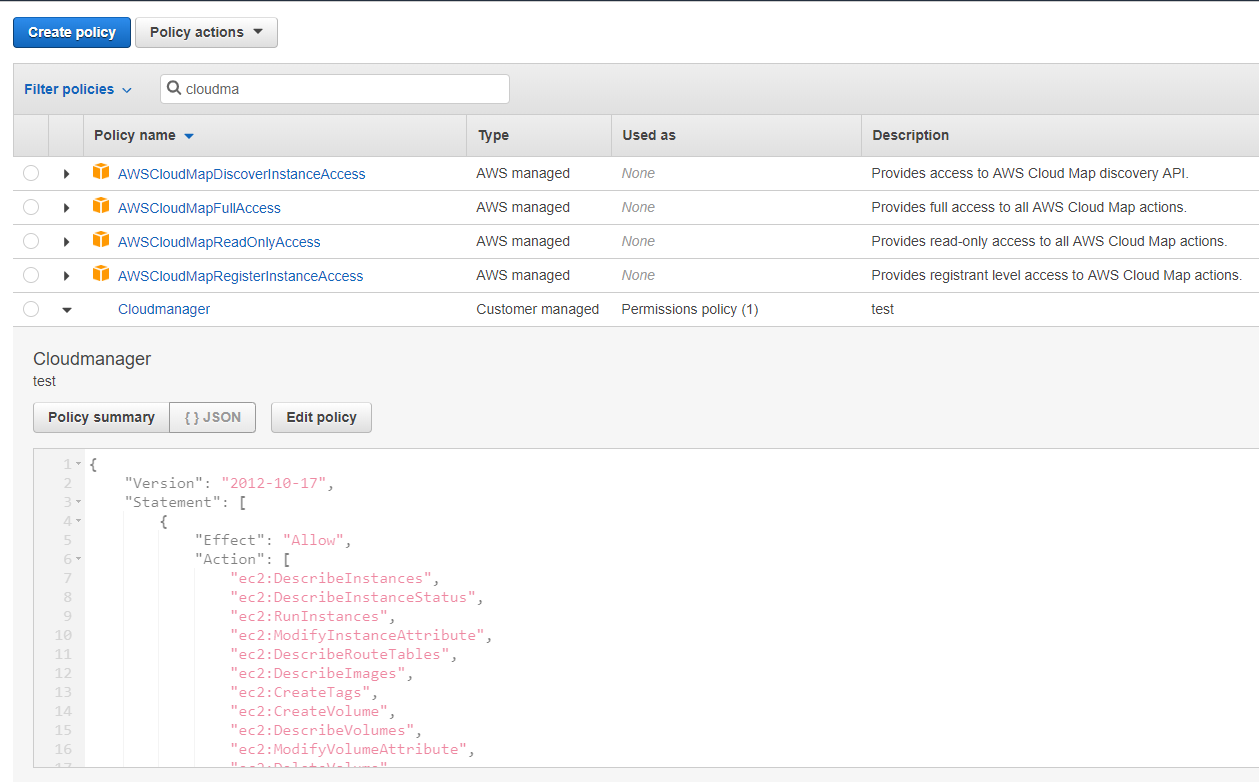 Create policy Policy actions
Filter policies cloudma
Policy name Type Used as Description
AWSCloudMapDiscoverInstanceAccess AWS managed None Provides access to AWS Cloud Map discovery API.
AWSCloudMapFullAccess AWS managed None Provides full access to all AWS Cloud Map actions.
AWSCloudMapReadOnlyAccess AWS managed None Provides read-only access to all AWS Cloud Map actions.
AWSCloudMapRegisterInstanceAccess AWS managed None Provides registrant level access to AWS Cloud Map actions.
Cloudmanager Customer managed Permissions policy (1) test
Cloudmanager
test
Policy summary { } JSON Edit policy
1 {
2 "Version": "2012-10-17",
3 "Statement": [
4 {
5 "Effect": "Allow",
6 "Action": [
7 "ec2:DescribeInstances",
8 "ec2:DescribeInstanceStatus",
9 "ec2:RunInstances",
10 "ec2:ModifyInstanceAttribute",
11 "ec2:DescribeRouteTables",
12 "ec2:DescribeImages",
13 "ec2:CreateTags",
14 "ec2:CreateVolume",
15 "ec2:DescribeVolumes",
16 "ec2:ModifyVolumeAttribute",
17 "ec2:DeleteVolume"